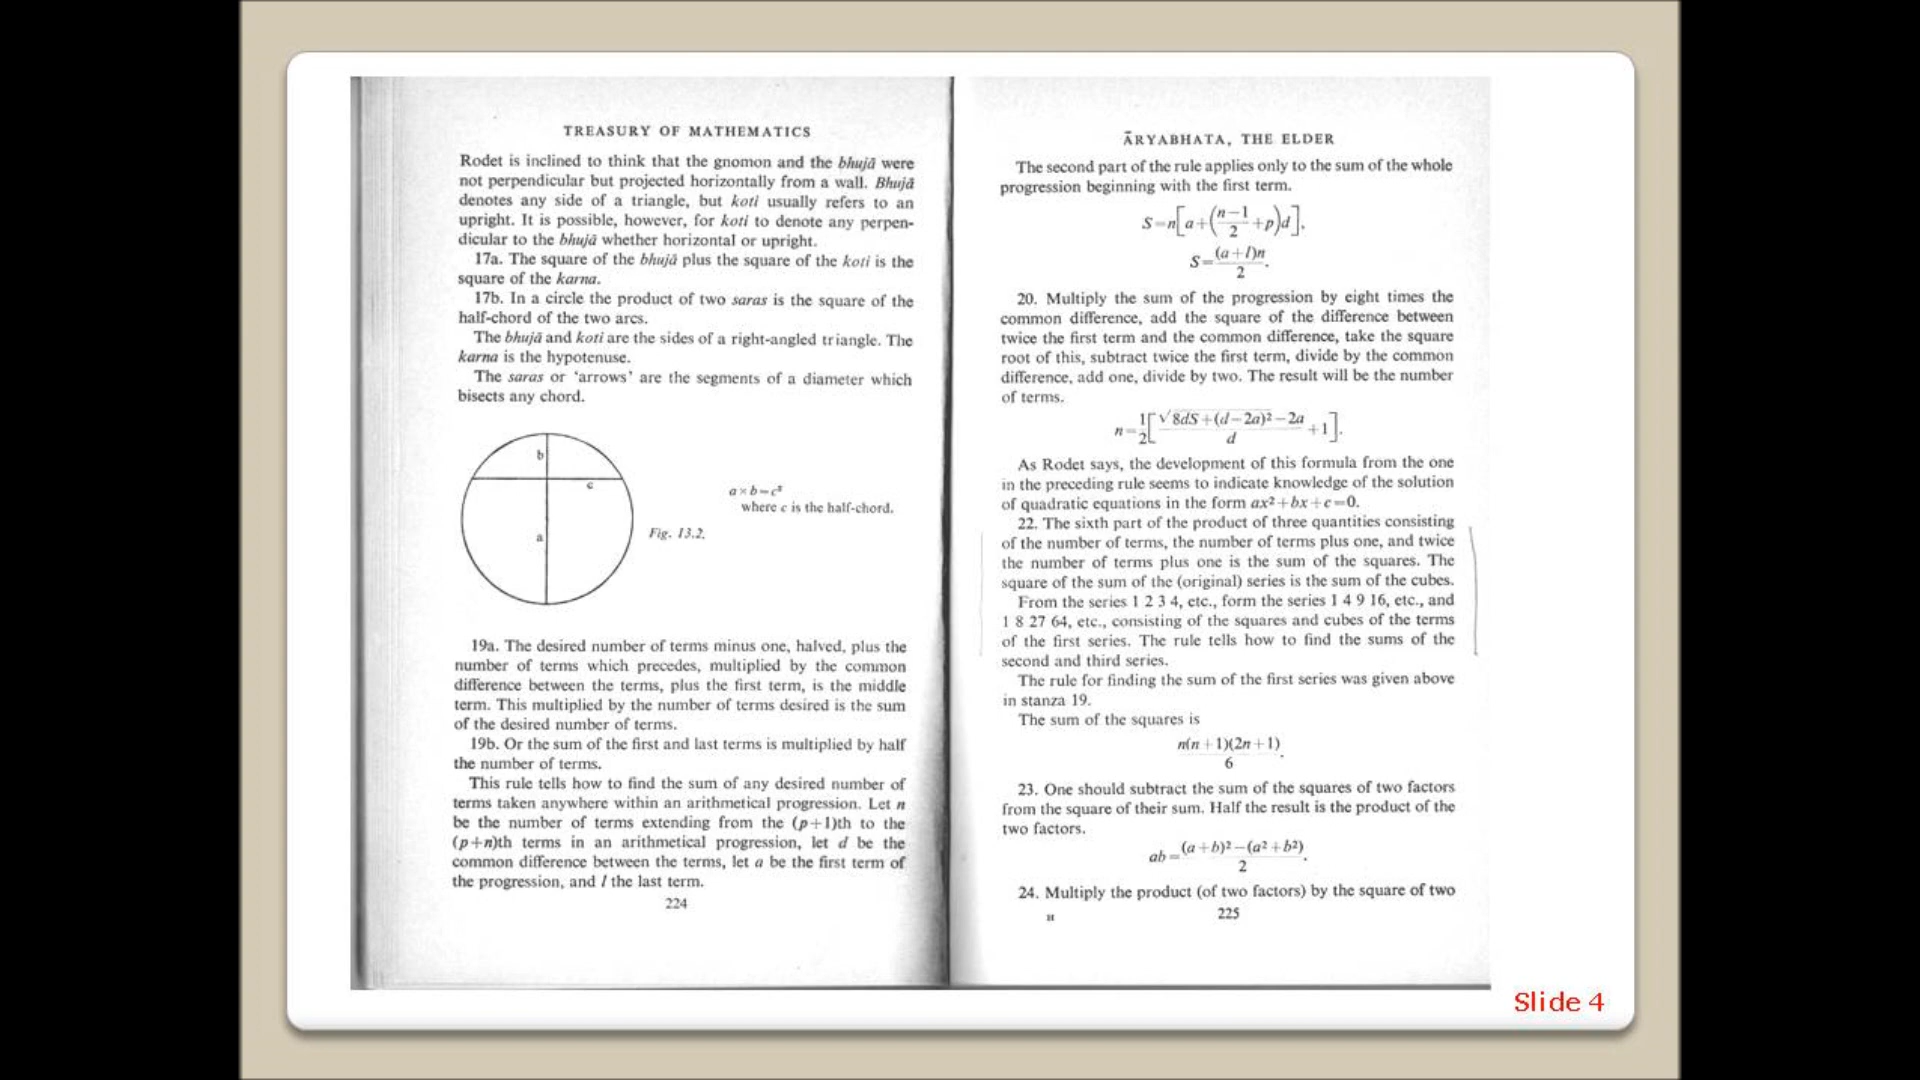 TREASURY OF MATHEMATICS
Rodet is inclined to think that the gnomon and the bhujā were
not perpendicular but projected horizontally from a wall. Bhujā
denotes any side of a triangle, but koti usually refers to an
upright. It is possible, however, for koti to denote any perpen-
dicular to the bhujā whether horizontal or upright.
17a. The square of the bhujā plus the square of the koti is the
square of the karna.
17b. In a circle the product of two saras is the square of the
half-chord of the two arcs.
The bhujā and koti are the sides of a right-angled triangle. The
karna is the hypotenuse.
The saras or 'arrows' are the segments of a diameter which
bisects any chord.
b
c
a
a×b=c²
where c is the half-chord.
Fig. 13.2.
19a. The desired number of terms minus one, halved, plus the
number of terms which precedes, multiplied by the common
difference between the terms, plus the first term, is the middle
term. This multiplied by the number of terms desired is the sum
of the desired number of terms.
19b. Or the sum of the first and last terms is multiplied by half
the number of terms.
This rule tells how to find the sum of any desired number of
terms taken anywhere within an arithmetical progression. Let n
be the number of terms extending from the (p+1)th to the
(p+n)th terms in an arithmetical progression, let d be the
common difference between the terms, let a be the first term of
the progression, and l the last term.
224
ĀRYABHATA, THE ELDER
The second part of the rule applies only to the sum of the whole
progression beginning with the first term.
S=n[a+((n−1)/2+p)d].
S=(a+l)n/2.
20. Multiply the sum of the progression by eight times the
common difference, add the square of the difference between
twice the first term and the common difference, take the square
root of this, subtract twice the first term, divide by the common
difference, add one, divide by two. The result will be the number
of terms.
n=1/2[(√8dS+(d−2a)²−2a)/d+1].
As Rodet says, the development of this formula from the one
in the preceding rule seems to indicate knowledge of the solution
of quadratic equations in the form ax²+bx+c=0.
22. The sixth part of the product of three quantities consisting
of the number of terms, the number of terms plus one, and twice
the number of terms plus one is the sum of the squares. The
square of the sum of the (original) series is the sum of the cubes.
From the series 1 2 3 4, etc., form the series 1 4 9 16, etc., and
1 8 27 64, etc., consisting of the squares and cubes of the terms
of the first series. The rule tells how to find the sums of the
second and third series.
The rule for finding the sum of the first series was given above
in stanza 19.
The sum of the squares is
n(n+1)(2n+1)/6.
23. One should subtract the sum of the squares of two factors
from the square of their sum. Half the result is the product of the
two factors.
ab=((a+b)²−(a²+b²))/2.
24. Multiply the product (of two factors) by the square of two
225
Slide 4